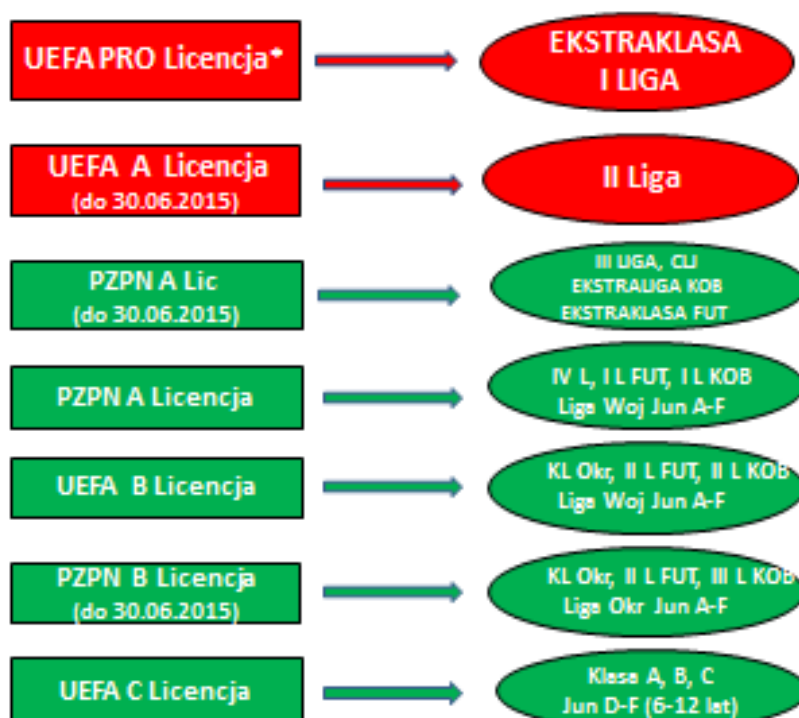 UEFA PRO Licencja*
EKSTRAKLASA
I LIGA
UEFA A Licencja
(do 30.06.2015)
II Liga
PZPN A Lic
(do 30.06.2015)
III LIGA, CLJ
EKSTRALIGA KOB
EKSTRAKLASA FUT
PZPN A Licencja
IV L, I L FUT, I L KOB
Liga Woj Jun A-F
UEFA B Licencja
KL Okr, II L FUT, II L KOB
Liga Woj Jun A-F
PZPN B Licencja
(do 30.06.2015)
KL Okr, II L FUT, III L KOB
Liga Okr Jun A-F
UEFA C Licencja
Klasa A, B, C
Jun D-F (6-12 lat)